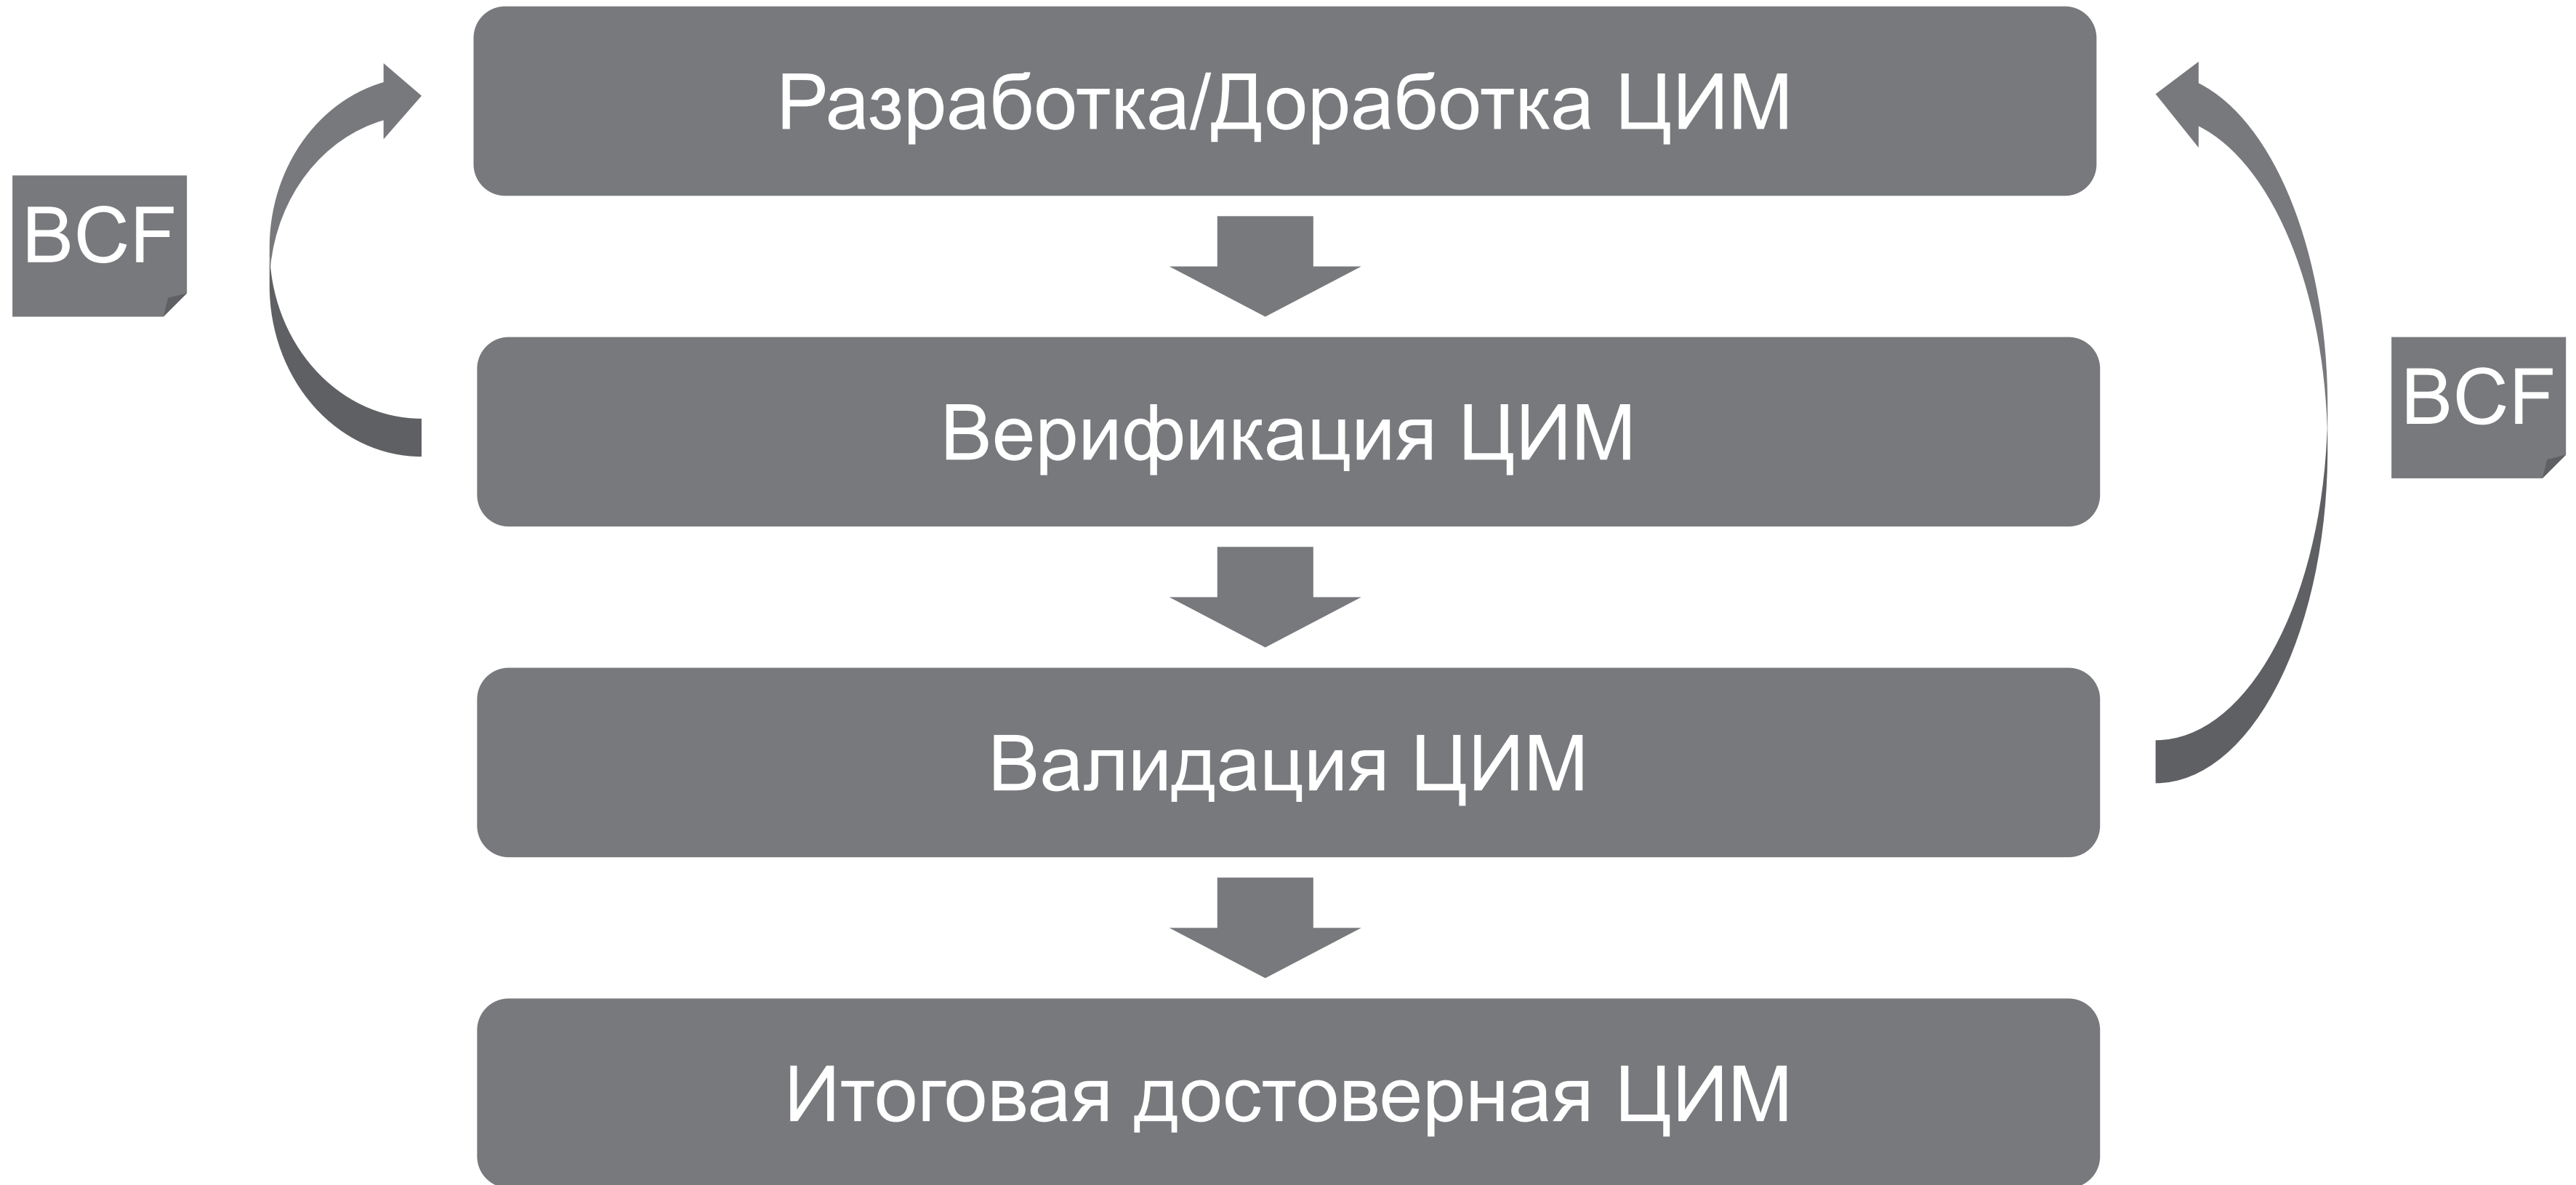 Разработка/Доработка ЦИМ
BCF
Верификация ЦИМ
BCF
Валидация ЦИМ
Итоговая достоверная ЦИМ